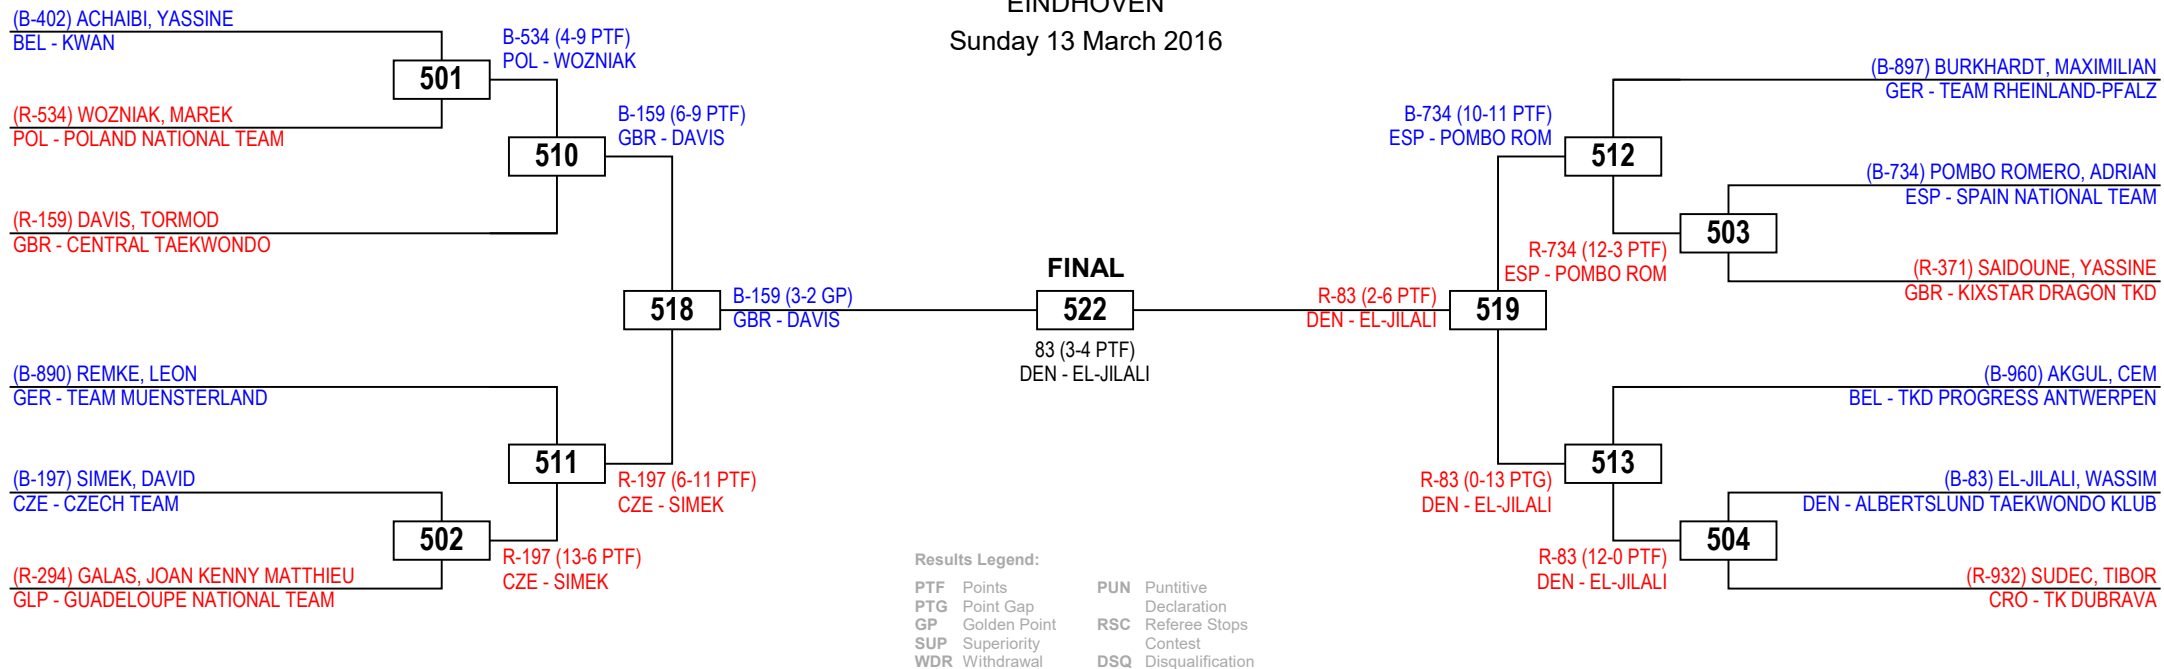 EINDHOVEN
Sunday 13 March 2016
(B-402) ACHAIBI, YASSINE
BEL - KWAN
501
(R-534) WOZNIAK, MAREK
POL - POLAND NATIONAL TEAM
B-534 (4-9 PTF)
POL - WOZNIAK
510
(R-159) DAVIS, TORMOD
GBR - CENTRAL TAEKWONDO
B-159 (6-9 PTF)
GBR - DAVIS
518
B-159 (3-2 GP)
GBR - DAVIS
(B-890) REMKE, LEON
GER - TEAM MUENSTERLAND
511
R-197 (6-11 PTF)
CZE - SIMEK
(B-197) SIMEK, DAVID
CZE - CZECH TEAM
502
R-197 (13-6 PTF)
CZE - SIMEK
(R-294) GALAS, JOAN KENNY MATTHIEU
GLP - GUADELOUPE NATIONAL TEAM
FINAL
522
83 (3-4 PTF)
DEN - EL-JILALI
(B-897) BURKHARDT, MAXIMILIAN
GER - TEAM RHEINLAND-PFALZ
B-734 (10-11 PTF)
ESP - POMBO ROM
512
(B-734) POMBO ROMERO, ADRIAN
ESP - SPAIN NATIONAL TEAM
503
R-734 (12-3 PTF)
ESP - POMBO ROM
(R-371) SAIDOUNE, YASSINE
GBR - KIXSTAR DRAGON TKD
R-83 (2-6 PTF)
DEN - EL-JILALI
519
(B-960) AKGUL, CEM
BEL - TKD PROGRESS ANTWERPEN
513
R-83 (0-13 PTG)
DEN - EL-JILALI
(B-83) EL-JILALI, WASSIM
DEN - ALBERTSLUND TAEKWONDO KLUB
504
R-83 (12-0 PTF)
DEN - EL-JILALI
(R-932) SUDEC, TIBOR
CRO - TK DUBRAVA
Results Legend:
PTF Points
PTG Point Gap
GP Golden Point
SUP Superiority
WDR Withdrawal
PUN Puntitive
Declaration
RSC Referee Stops
Contest
DSQ Disqualification